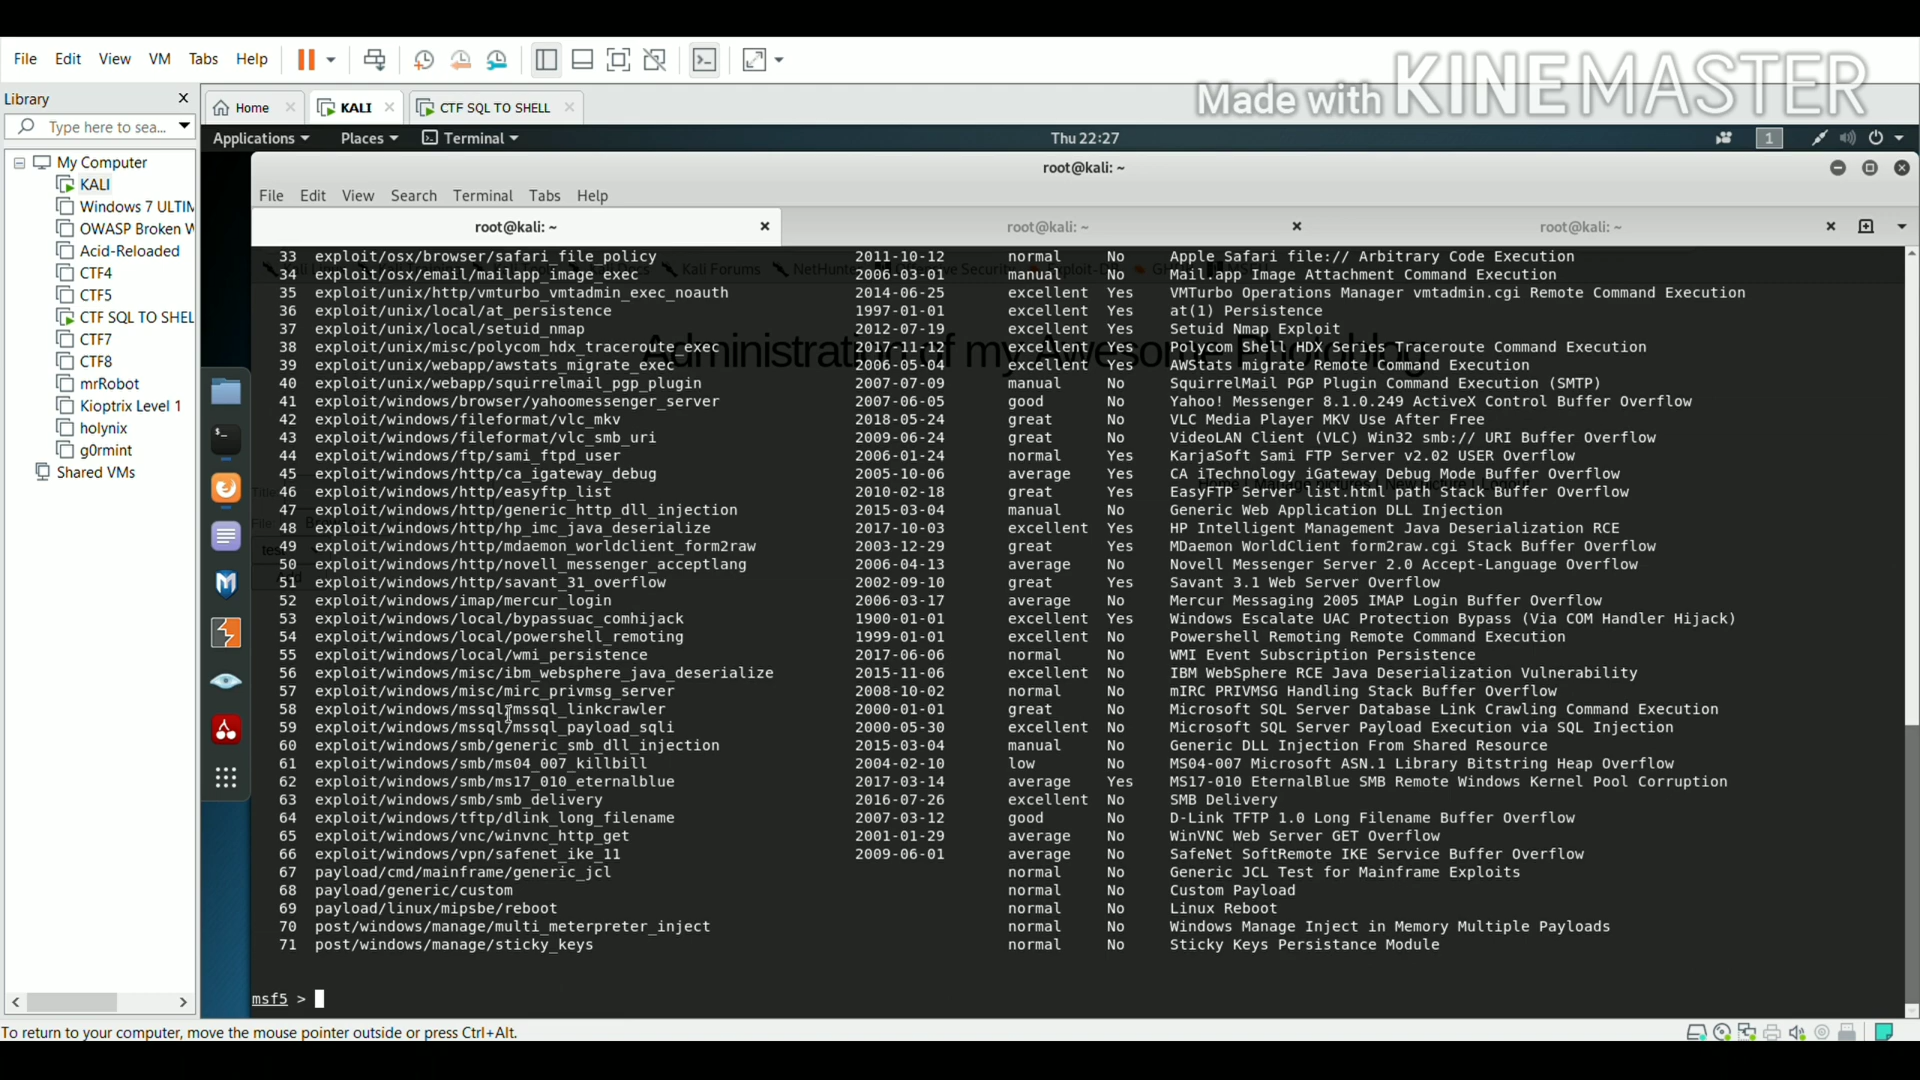 File Edit View VM Tabs Help
Made with KINEMASTER
Library
Type here to sea...
Home KALI CTF SQL TO SHELL
Applications Places Terminal Thu 22:27 1
My Computer
KALI
Windows 7 ULTIM
OWASP Broken W
Acid-Reloaded
CTF4
CTF5
CTF SQL TO SHEL
CTF7
CTF8
mrRobot
Kioptrix Level 1
holynix
g0rmint
Shared VMs
root@kali: ~
File Edit View Search Terminal Tabs Help
root@kali: ~ root@kali: ~ root@kali: ~
Kali Forums NetHunter
Administration of my Awesome Photoblog
Home | Manage pictures | New picture | Logout
33 exploit/osx/browser/safari_file_policy 2011-10-12 normal No Apple Safari file:// Arbitrary Code Execution
34 exploit/osx/email/mailapp_image_exec 2006-03-01 manual No Mail.app Image Attachment Command Execution
35 exploit/unix/http/vmturbo_vmtadmin_exec_noauth 2014-06-25 excellent Yes VMTurbo Operations Manager vmtadmin.cgi Remote Command Execution
36 exploit/unix/local/at_persistence 1997-01-01 excellent Yes at(1) Persistence
37 exploit/unix/local/setuid_nmap 2012-07-19 excellent Yes Setuid Nmap Exploit
38 exploit/unix/misc/polycom_hdx_traceroute_exec 2017-11-12 excellent Yes Polycom Shell HDX Series Traceroute Command Execution
39 exploit/unix/webapp/awstats_migrate_exec 2006-05-04 excellent Yes AWStats migrate Remote Command Execution
40 exploit/unix/webapp/squirrelmail_pgp_plugin 2007-07-09 manual No SquirrelMail PGP Plugin Command Execution (SMTP)
41 exploit/windows/browser/yahoomessenger_server 2007-06-05 good No Yahoo! Messenger 8.1.0.249 ActiveX Control Buffer Overflow
42 exploit/windows/fileformat/vlc_mkv 2018-05-24 great No VLC Media Player MKV Use After Free
43 exploit/windows/fileformat/vlc_smb_uri 2009-06-24 great No VideoLAN Client (VLC) Win32 smb:// URI Buffer Overflow
44 exploit/windows/ftp/sami_ftpd_user 2006-01-24 normal Yes KarjaSoft Sami FTP Server v2.02 USER Overflow
45 exploit/windows/http/ca_igateway_debug 2005-10-06 average Yes CA iTechnology iGateway Debug Mode Buffer Overflow
46 exploit/windows/http/easyftp_list 2010-02-18 great Yes EasyFTP Server list.html path Stack Buffer Overflow
47 exploit/windows/http/generic_http_dll_injection 2015-03-04 manual No Generic Web Application DLL Injection
48 exploit/windows/http/hp_imc_java_deserialize 2017-10-03 excellent Yes HP Intelligent Management Java Deserialization RCE
49 exploit/windows/http/mdaemon_worldclient_form2raw 2003-12-29 great Yes MDaemon WorldClient form2raw.cgi Stack Buffer Overflow
50 exploit/windows/http/novell_messenger_acceptlang 2006-04-13 average No Novell Messenger Server 2.0 Accept-Language Overflow
51 exploit/windows/http/savant_31_overflow 2002-09-10 great Yes Savant 3.1 Web Server Overflow
52 exploit/windows/imap/mercur_login 2006-03-17 average No Mercur Messaging 2005 IMAP Login Buffer Overflow
53 exploit/windows/local/bypassuac_comhijack 1900-01-01 excellent Yes Windows Escalate UAC Protection Bypass (Via COM Handler Hijack)
54 exploit/windows/local/powershell_remoting 1999-01-01 excellent No Powershell Remoting Remote Command Execution
55 exploit/windows/local/wmi_persistence 2017-06-06 normal No WMI Event Subscription Persistence
56 exploit/windows/misc/ibm_websphere_java_deserialize 2015-11-06 excellent No IBM WebSphere RCE Java Deserialization Vulnerability
57 exploit/windows/misc/mirc_privmsg_server 2008-10-02 normal No mIRC PRIVMSG Handling Stack Buffer Overflow
58 exploit/windows/mssql/mssql_linkcrawler 2000-01-01 great No Microsoft SQL Server Database Link Crawling Command Execution
59 exploit/windows/mssql/mssql_payload_sqli 2000-05-30 excellent No Microsoft SQL Server Payload Execution via SQL Injection
60 exploit/windows/smb/generic_smb_dll_injection 2015-03-04 manual No Generic DLL Injection From Shared Resource
61 exploit/windows/smb/ms04_007_killbill 2004-02-10 low No MS04-007 Microsoft ASN.1 Library Bitstring Heap Overflow
62 exploit/windows/smb/ms17_010_eternalblue 2017-03-14 average Yes MS17-010 EternalBlue SMB Remote Windows Kernel Pool Corruption
63 exploit/windows/smb/smb_delivery 2016-07-26 excellent No SMB Delivery
64 exploit/windows/tftp/dlink_long_filename 2007-03-12 good No D-Link TFTP 1.0 Long Filename Buffer Overflow
65 exploit/windows/vnc/winvnc_http_get 2001-01-29 average No WinVNC Web Server GET Overflow
66 exploit/windows/vpn/safenet_ike_11 2009-06-01 average No SafeNet SoftRemote IKE Service Buffer Overflow
67 payload/cmd/mainframe/generic_jcl normal No Generic JCL Test for Mainframe Exploits
68 payload/generic/custom normal No Custom Payload
69 payload/linux/mipsbe/reboot normal No Linux Reboot
70 post/windows/manage/multi_meterpreter_inject normal No Windows Manage Inject in Memory Multiple Payloads
71 post/windows/manage/sticky_keys normal No Sticky Keys Persistance Module
msf5 >
To return to your computer, move the mouse pointer outside or press Ctrl+Alt.